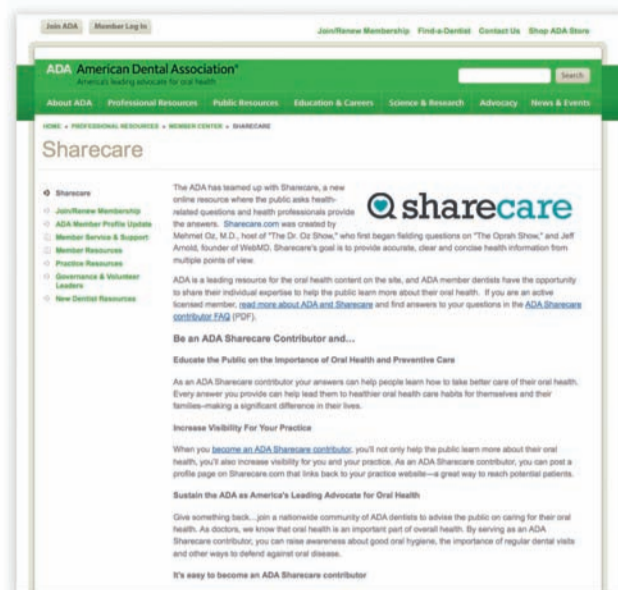 Join ADA Member Log In
Join/Renew Membership Find-a-Dentist Contact Us Shop ADA Store
ADA American Dental Association®
America's leading advocate for oral health
Search
About ADA Professional Resources Public Resources Education & Careers Science & Research Advocacy News & Events
HOME PROFESSIONAL RESOURCES MEMBER CENTER SHARECARE
Sharecare
Sharecare
Join/Renew Membership
ADA Member Profile Update
Member Service & Support
Member Resources
Practice Resources
Governance & Volunteer
Leaders
New Dentist Resources
sharecare
The ADA has teamed up with Sharecare, a new
online resource where the public asks health-
related questions and health professionals provide
the answers. Sharecare.com was created by
Mehmet Oz, M.D., host of "The Dr. Oz Show," who first began fielding questions on "The Oprah Show," and Jeff
Arnold, founder of WebMD. Sharecare's goal is to provide accurate, clear and concise health information from
multiple points of view.
ADA is a leading resource for the oral health content on the site, and ADA member dentists have the opportunity
to share their individual expertise to help the public learn more about their oral health. If you are an active
licensed member, read more about ADA and Sharecare and find answers to your questions in the ADA Sharecare
contributor FAQ (PDF).
Be an ADA Sharecare Contributor and...
Educate the Public on the Importance of Oral Health and Preventive Care
As an ADA Sharecare contributor your answers can help people learn how to take better care of their oral health.
Every answer you provide can help lead them to healthier oral health care habits for themselves and their
families–making a significant difference in their lives.
Increase Visibility For Your Practice
When you become an ADA Sharecare contributor, you'll not only help the public learn more about their oral
health, you'll also increase visibility for you and your practice. As an ADA Sharecare contributor, you can post a
profile page on Sharecare.com that links back to your practice website—a great way to reach potential patients.
Sustain the ADA as America's Leading Advocate for Oral Health
Give something back...join a nationwide community of ADA dentists to advise the public on caring for their oral
health. As doctors, we know that oral health is an important part of overall health. By serving as an ADA
Sharecare contributor, you can raise awareness about good oral hygiene, the importance of regular dental visits
and other ways to defend against oral disease.
It's easy to become an ADA Sharecare contributor